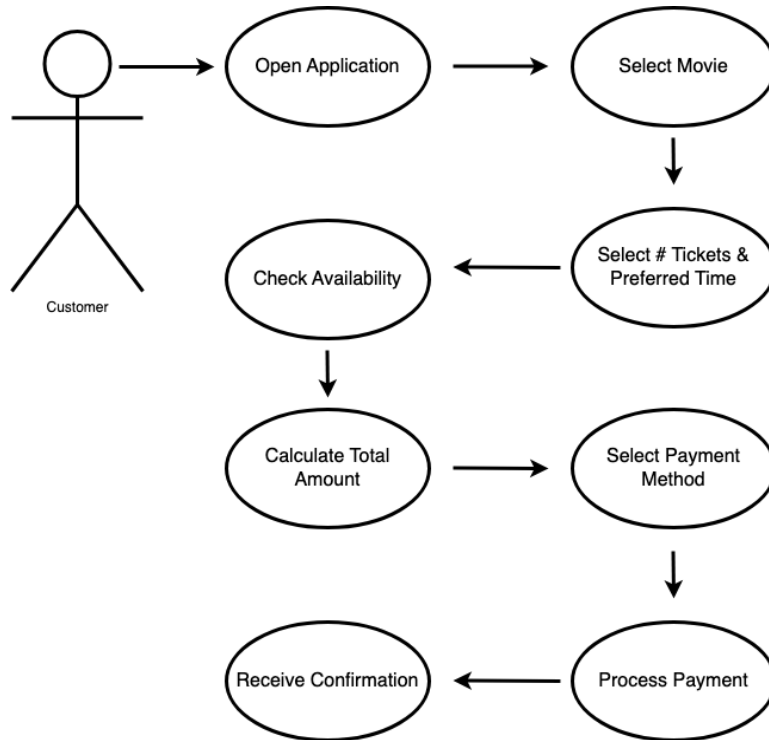 Open Application
Select Movie
Customer
Check Availability
Select # Tickets &
Preferred Time
Calculate Total
Amount
Select Payment
Method
Receive Confirmation
Process Payment